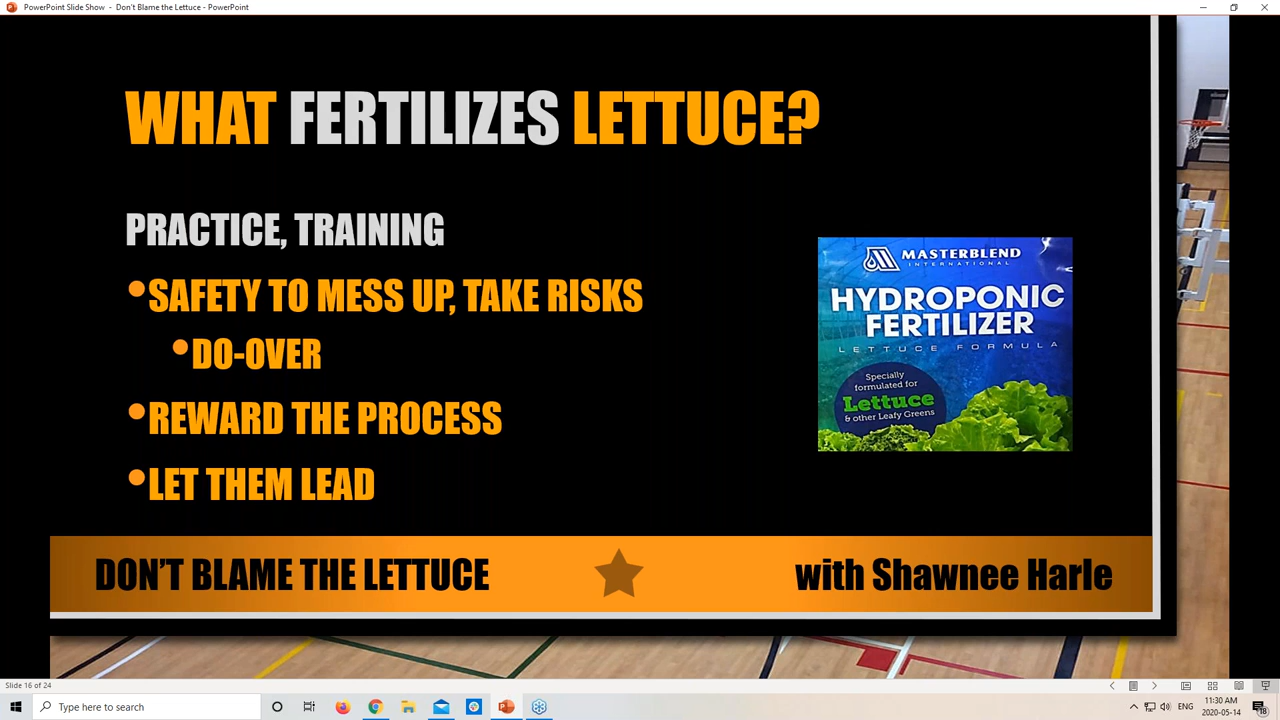 PowerPoint Slide Show - Don't Blame the Lettuce - PowerPoint
WHAT FERTILIZES LETTUCE?
PRACTICE, TRAINING
•SAFETY TO MESS UP, TAKE RISKS
•DO-OVER
•REWARD THE PROCESS
•LET THEM LEAD
MASTERBLEND
INTERNATIONAL
HYDROPONIC
FERTILIZER
LETTUCE FORMULA
Specially
formulated for
Lettuce
& other Leafy Greens
DON'T BLAME THE LETTUCE
with Shawnee Harle
Slide 16 of 24
Type here to search
ENG
11:30 AM
2020-05-14
18